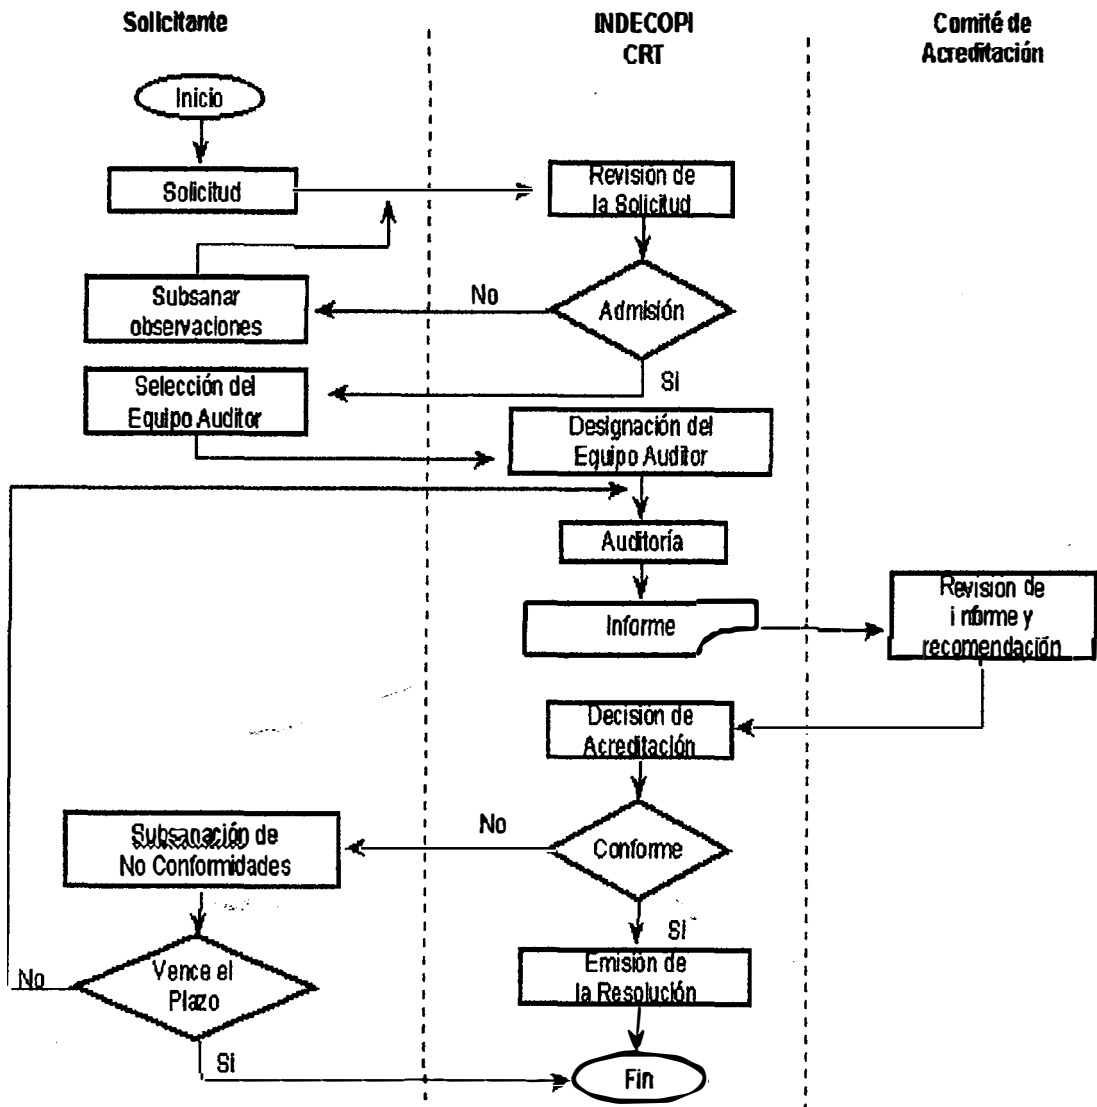 Solicitante
INDECOPI
CRT
Comité de
Acreditación
Inicio
Solicitud
Revisión de
la Solicitud
Subsanar
observaciones
No
Admisión
Si
Selección del
Equipo Auditor
Designación del
Equipo Auditor
Auditoría
Informe
Revisión de
informe y
recomendación
Decisión de
Acreditación
Subsanación de
No Conformidades
No
Conforme
Si
Emisión de
la Resolución
No
Vence el
Plazo
Si
Fin